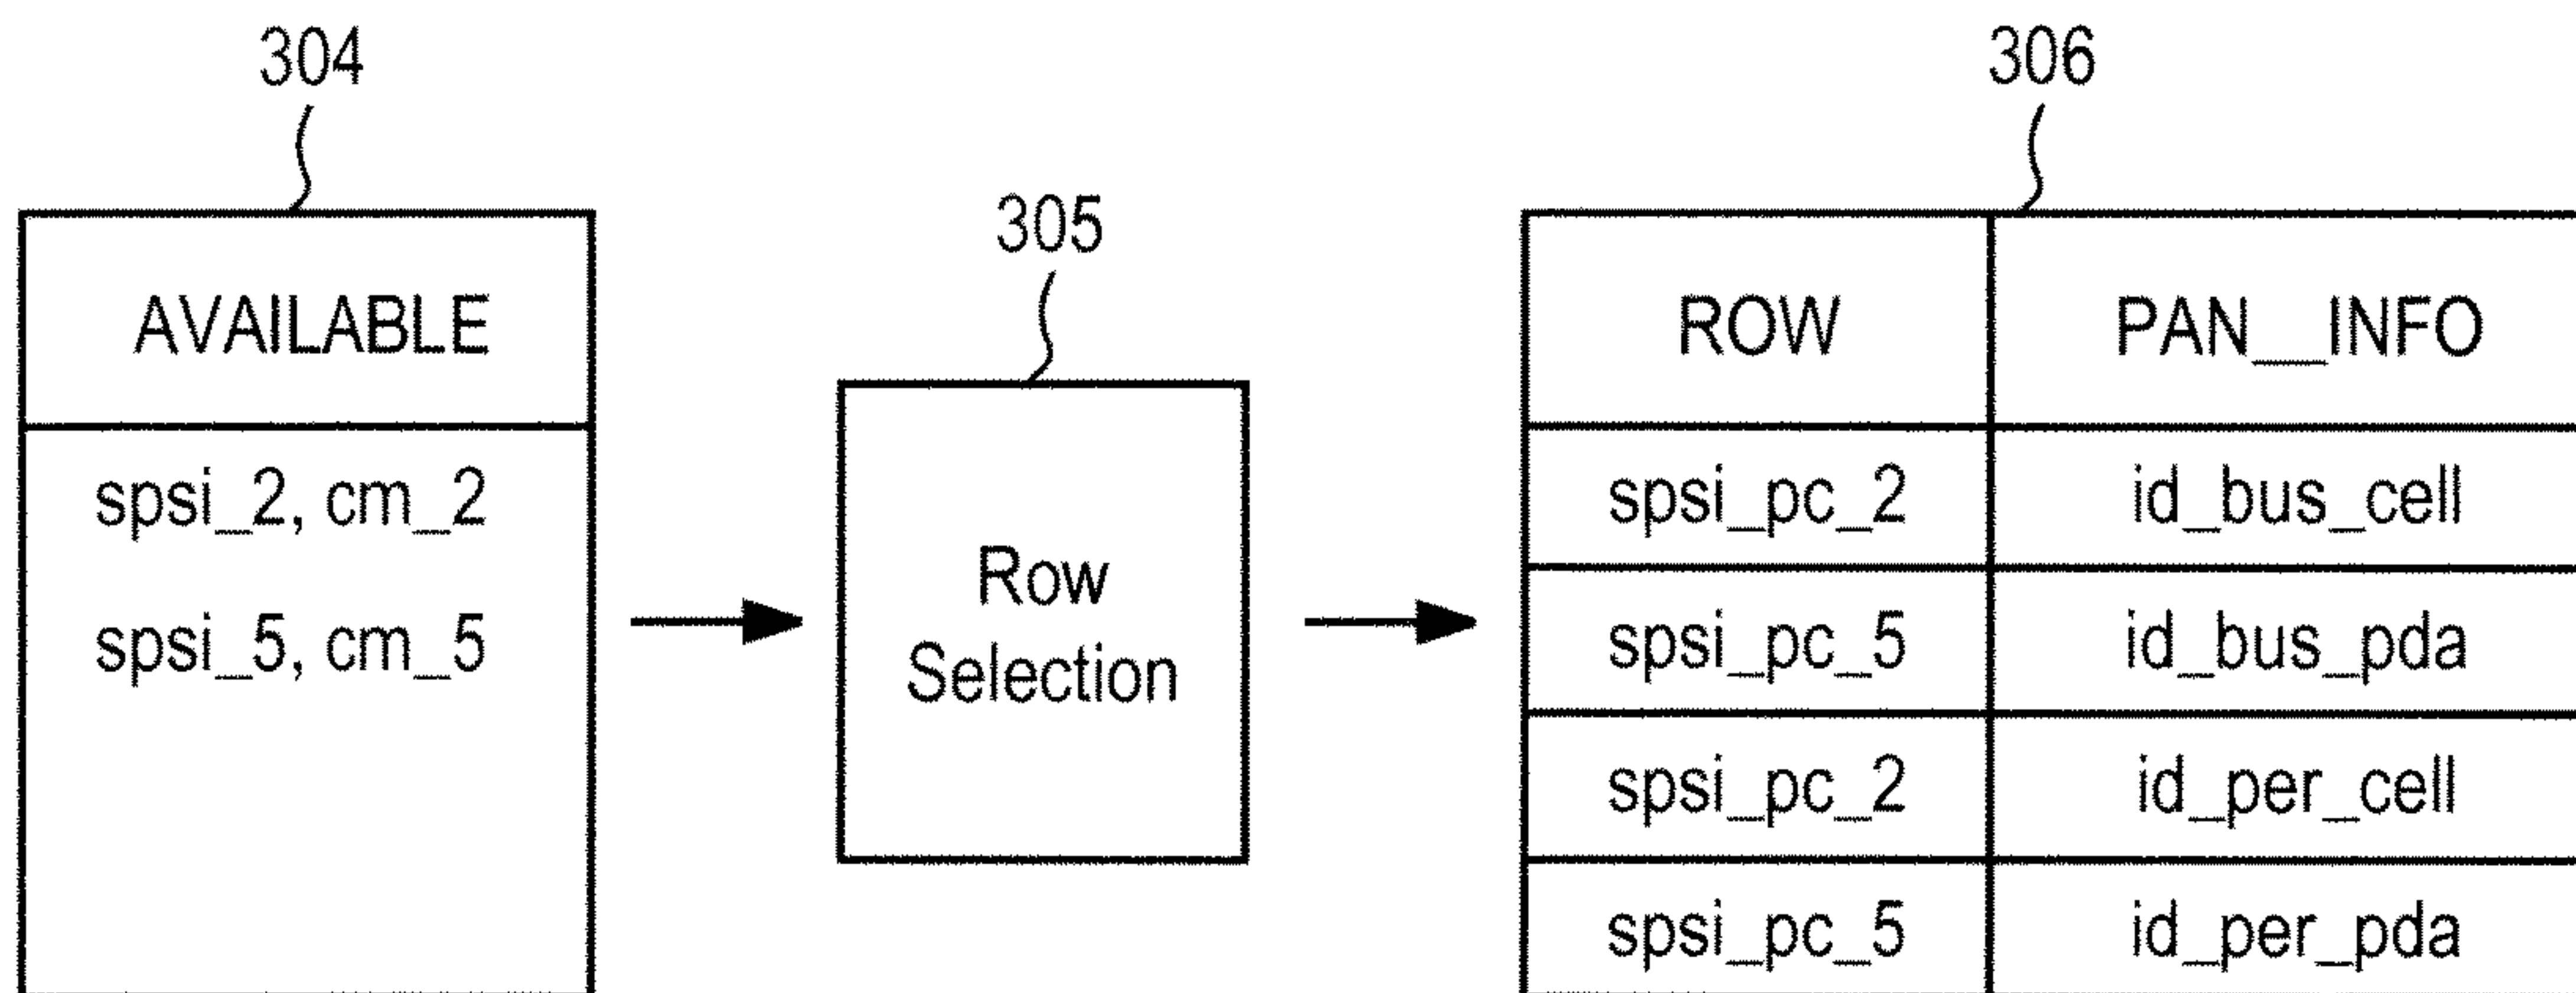 304
306
305
AVAILABLE
ROW PAN__INFO
spsi_2, cm_2
spsi_5, cm_5
Row
Selection
spsi_pc_2 id_bus_cell
spsi_pc_5 id_bus_pda
spsi_pc_2 id_per_cell
spsi_pc_5 id_per_pda